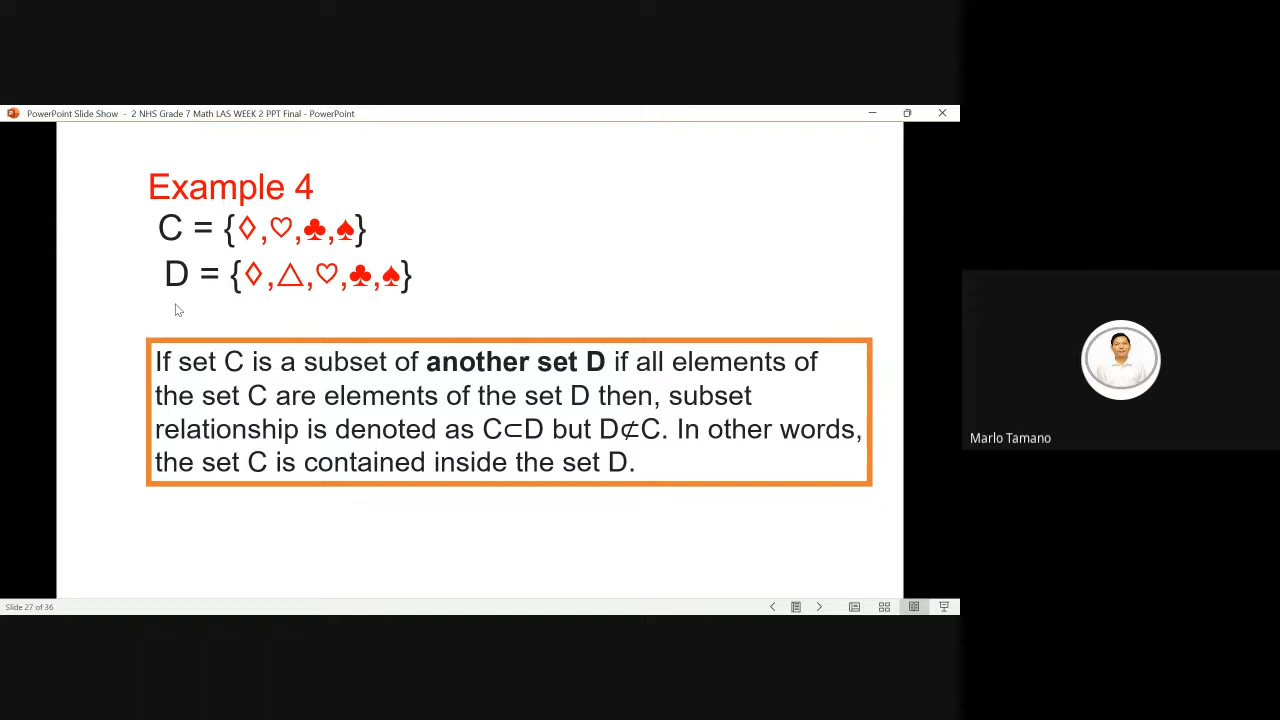 PowerPoint Slide Show - 2 NHS Grade 7 Math LAS WEEK 2 PPT Final - PowerPoint
Example 4
C = {◊,♡,♣,♠}
D = {◊,△,♡,♣,♠}
If set C is a subset of another set D if all elements of
the set C are elements of the set D then, subset
relationship is denoted as C⊂D but D⊄C. In other words,
the set C is contained inside the set D.
Marlo Tamano
Slide 27 of 36